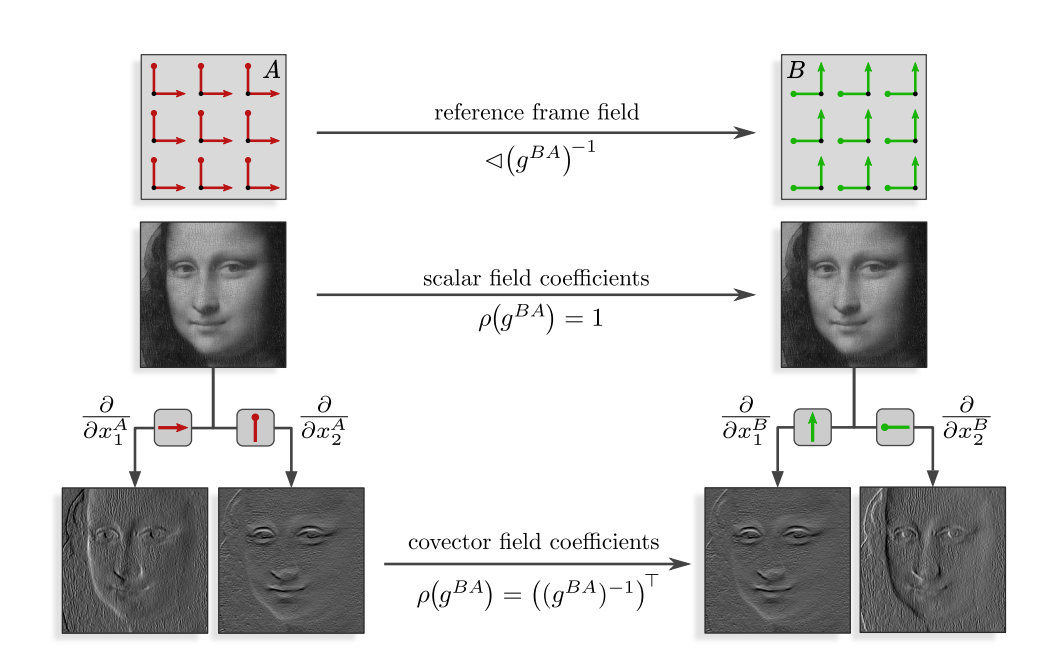 A
B
reference frame field
◁(g^{BA})^{-1}
scalar field coefficients
ρ(g^{BA}) = 1
∂/∂x_1^A
∂/∂x_2^A
∂/∂x_1^B
∂/∂x_2^B
covector field coefficients
ρ(g^{BA}) = ((g^{BA})^{-1})^⊤